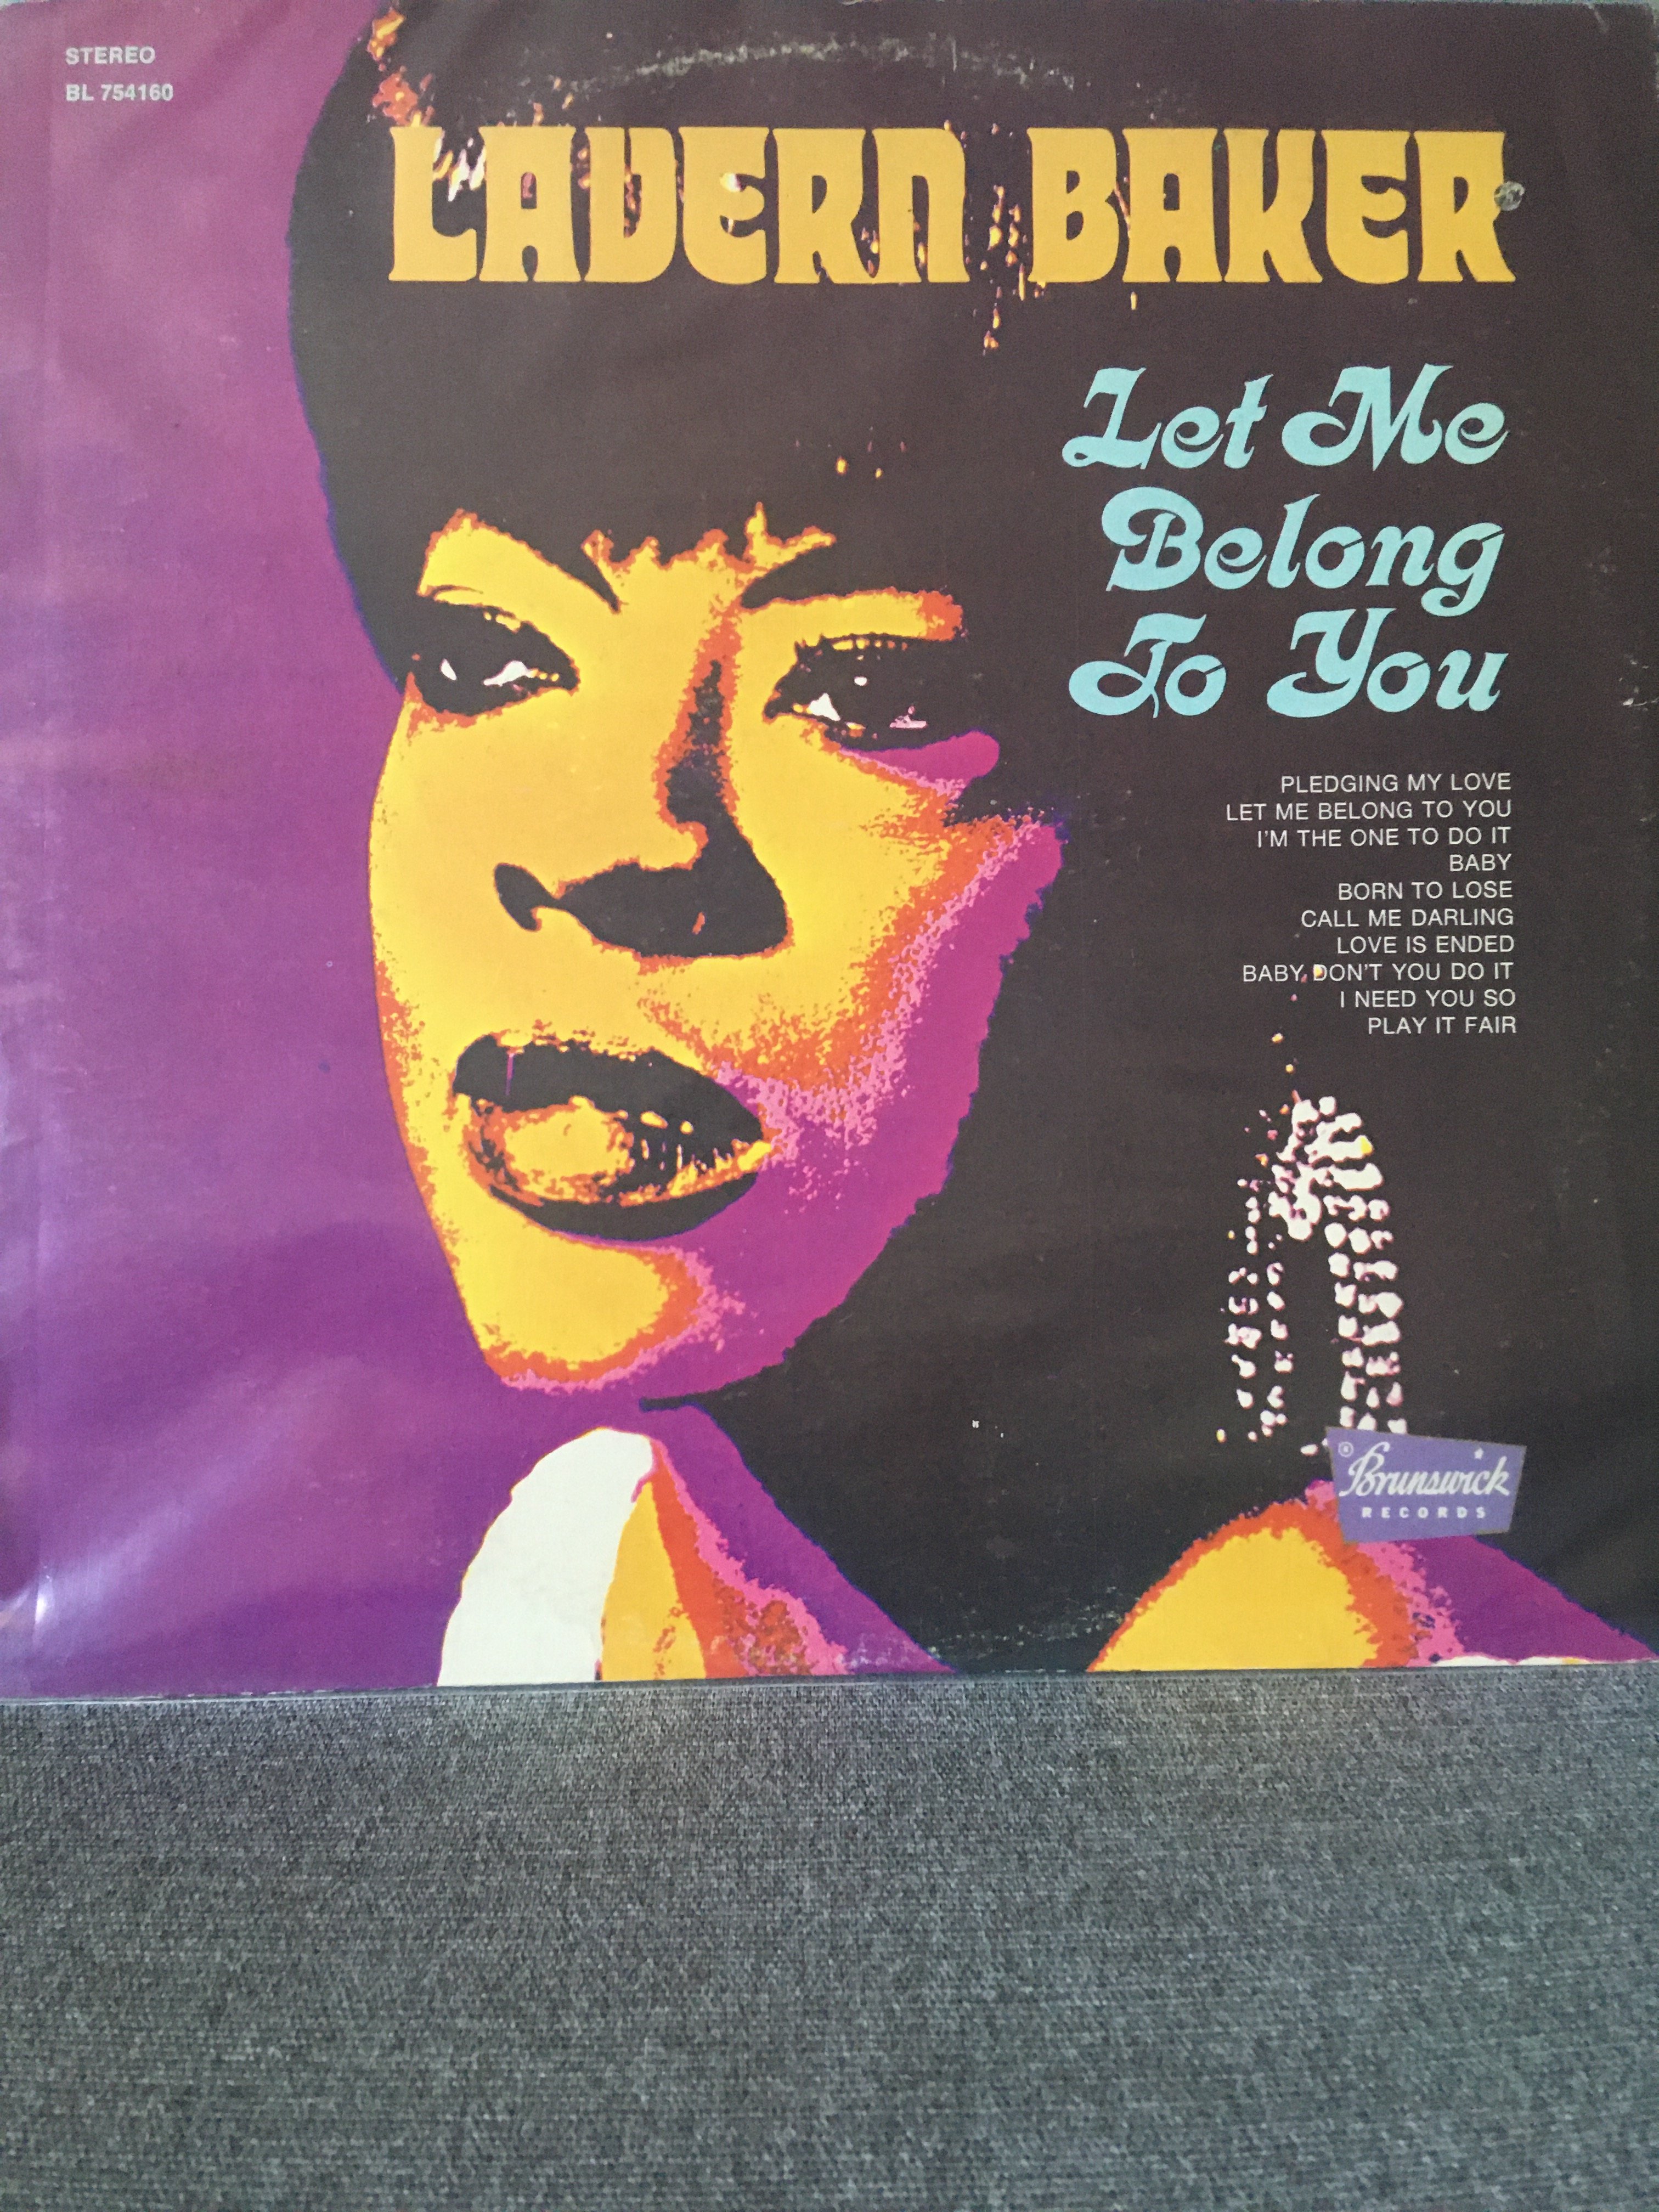 STEREO
BL 754160
LAVERN BAKER
Let Me
Belong
To You
PLEDGING MY LOVE
LET ME BELONG TO YOU
I'M THE ONE TO DO IT
BABY
BORN TO LOSE
CALL ME DARLING
LOVE IS ENDED
BABY DON'T YOU DO IT
I NEED YOU SO
PLAY IT FAIR
® Brunswick
RECORDS